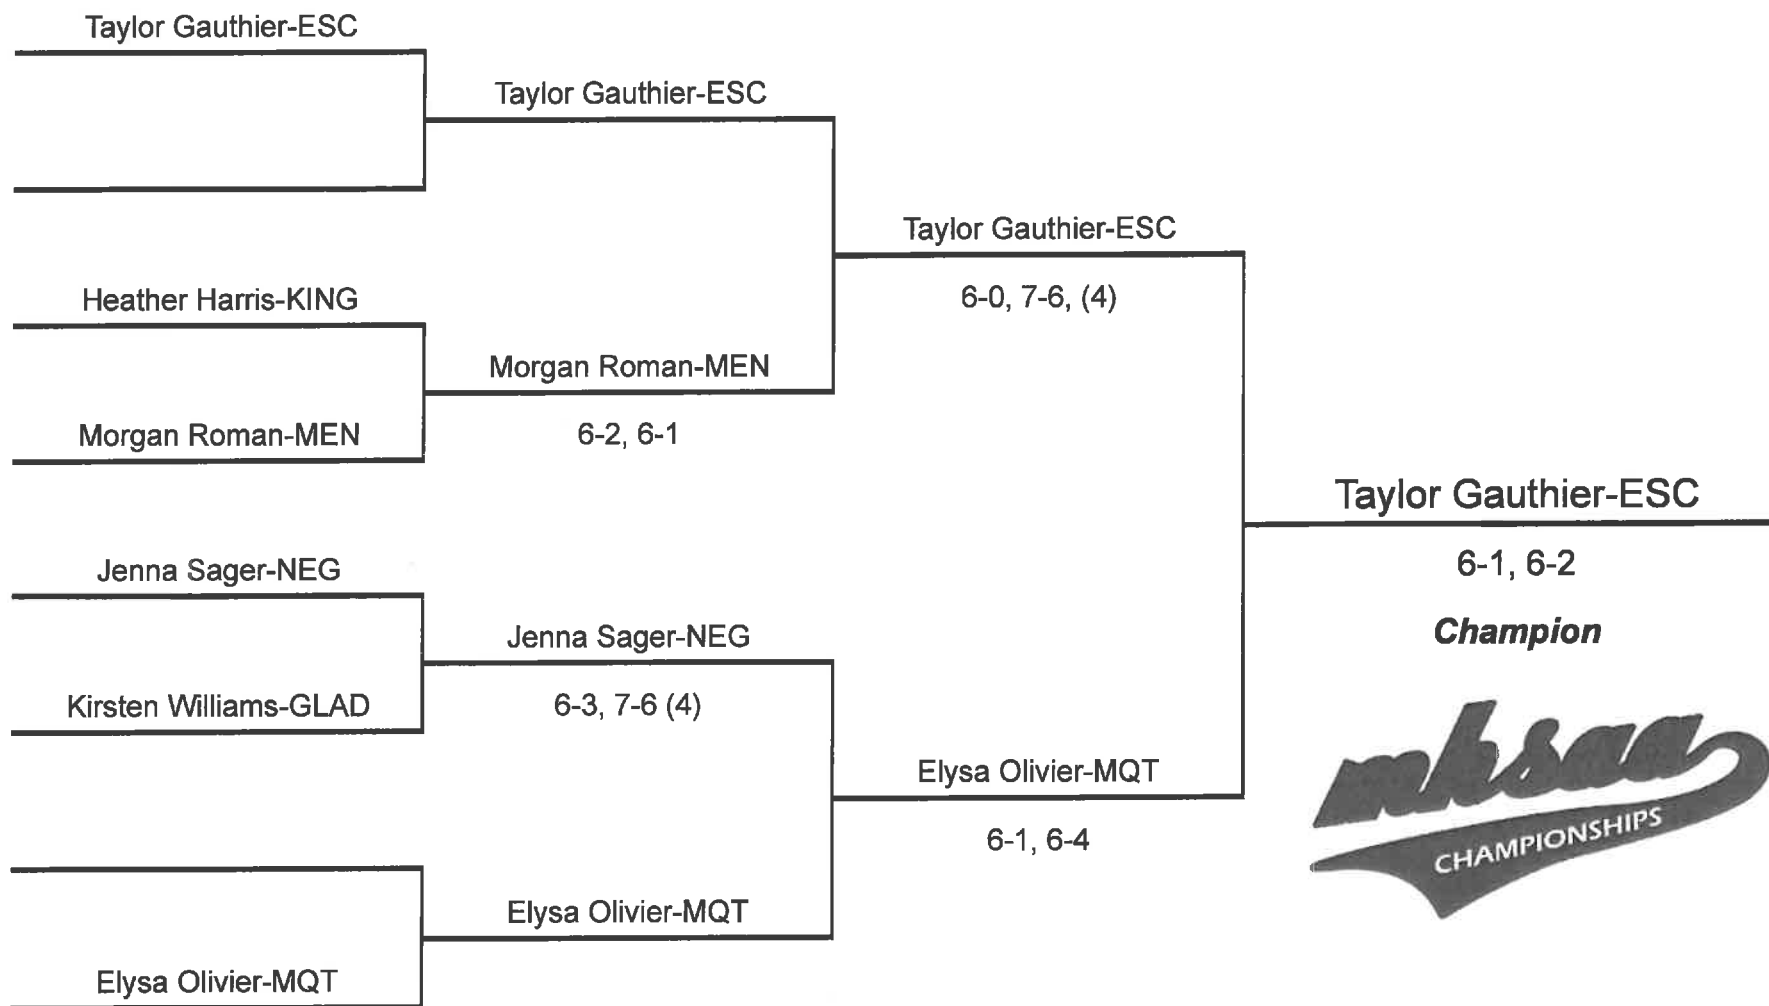 Taylor Gauthier-ESC
Taylor Gauthier-ESC
Taylor Gauthier-ESC
6-0, 7-6, (4)
Heather Harris-KING
Morgan Roman-MEN
6-2, 6-1
Morgan Roman-MEN
Taylor Gauthier-ESC
6-1, 6-2
Champion
Jenna Sager-NEG
Jenna Sager-NEG
6-3, 7-6 (4)
Kirsten Williams-GLAD
Elysa Olivier-MQT
6-1, 6-4
Elysa Olivier-MQT
Elysa Olivier-MQT
mhsaa
CHAMPIONSHIPS